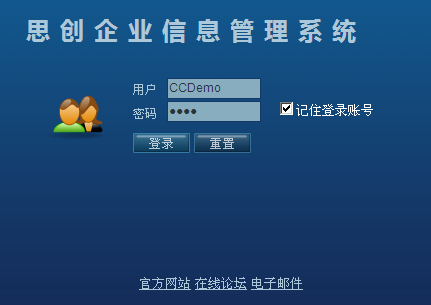 思创企业信息管理系统
用户 CCDemo
密码 ●●●● 记住登录账号
登录 重置
官方网站 在线论坛 电子邮件